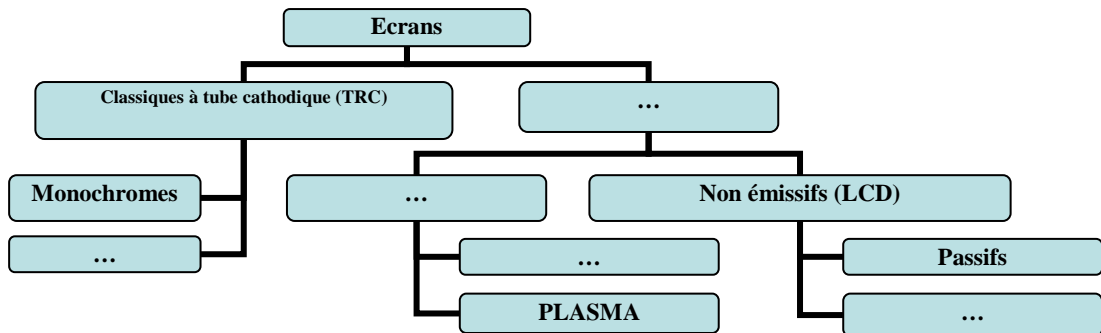 Ecrans
Classiques à tube cathodique (TRC)
…
Monochromes
…
…
Non émissifs (LCD)
…
PLASMA
Passifs
…